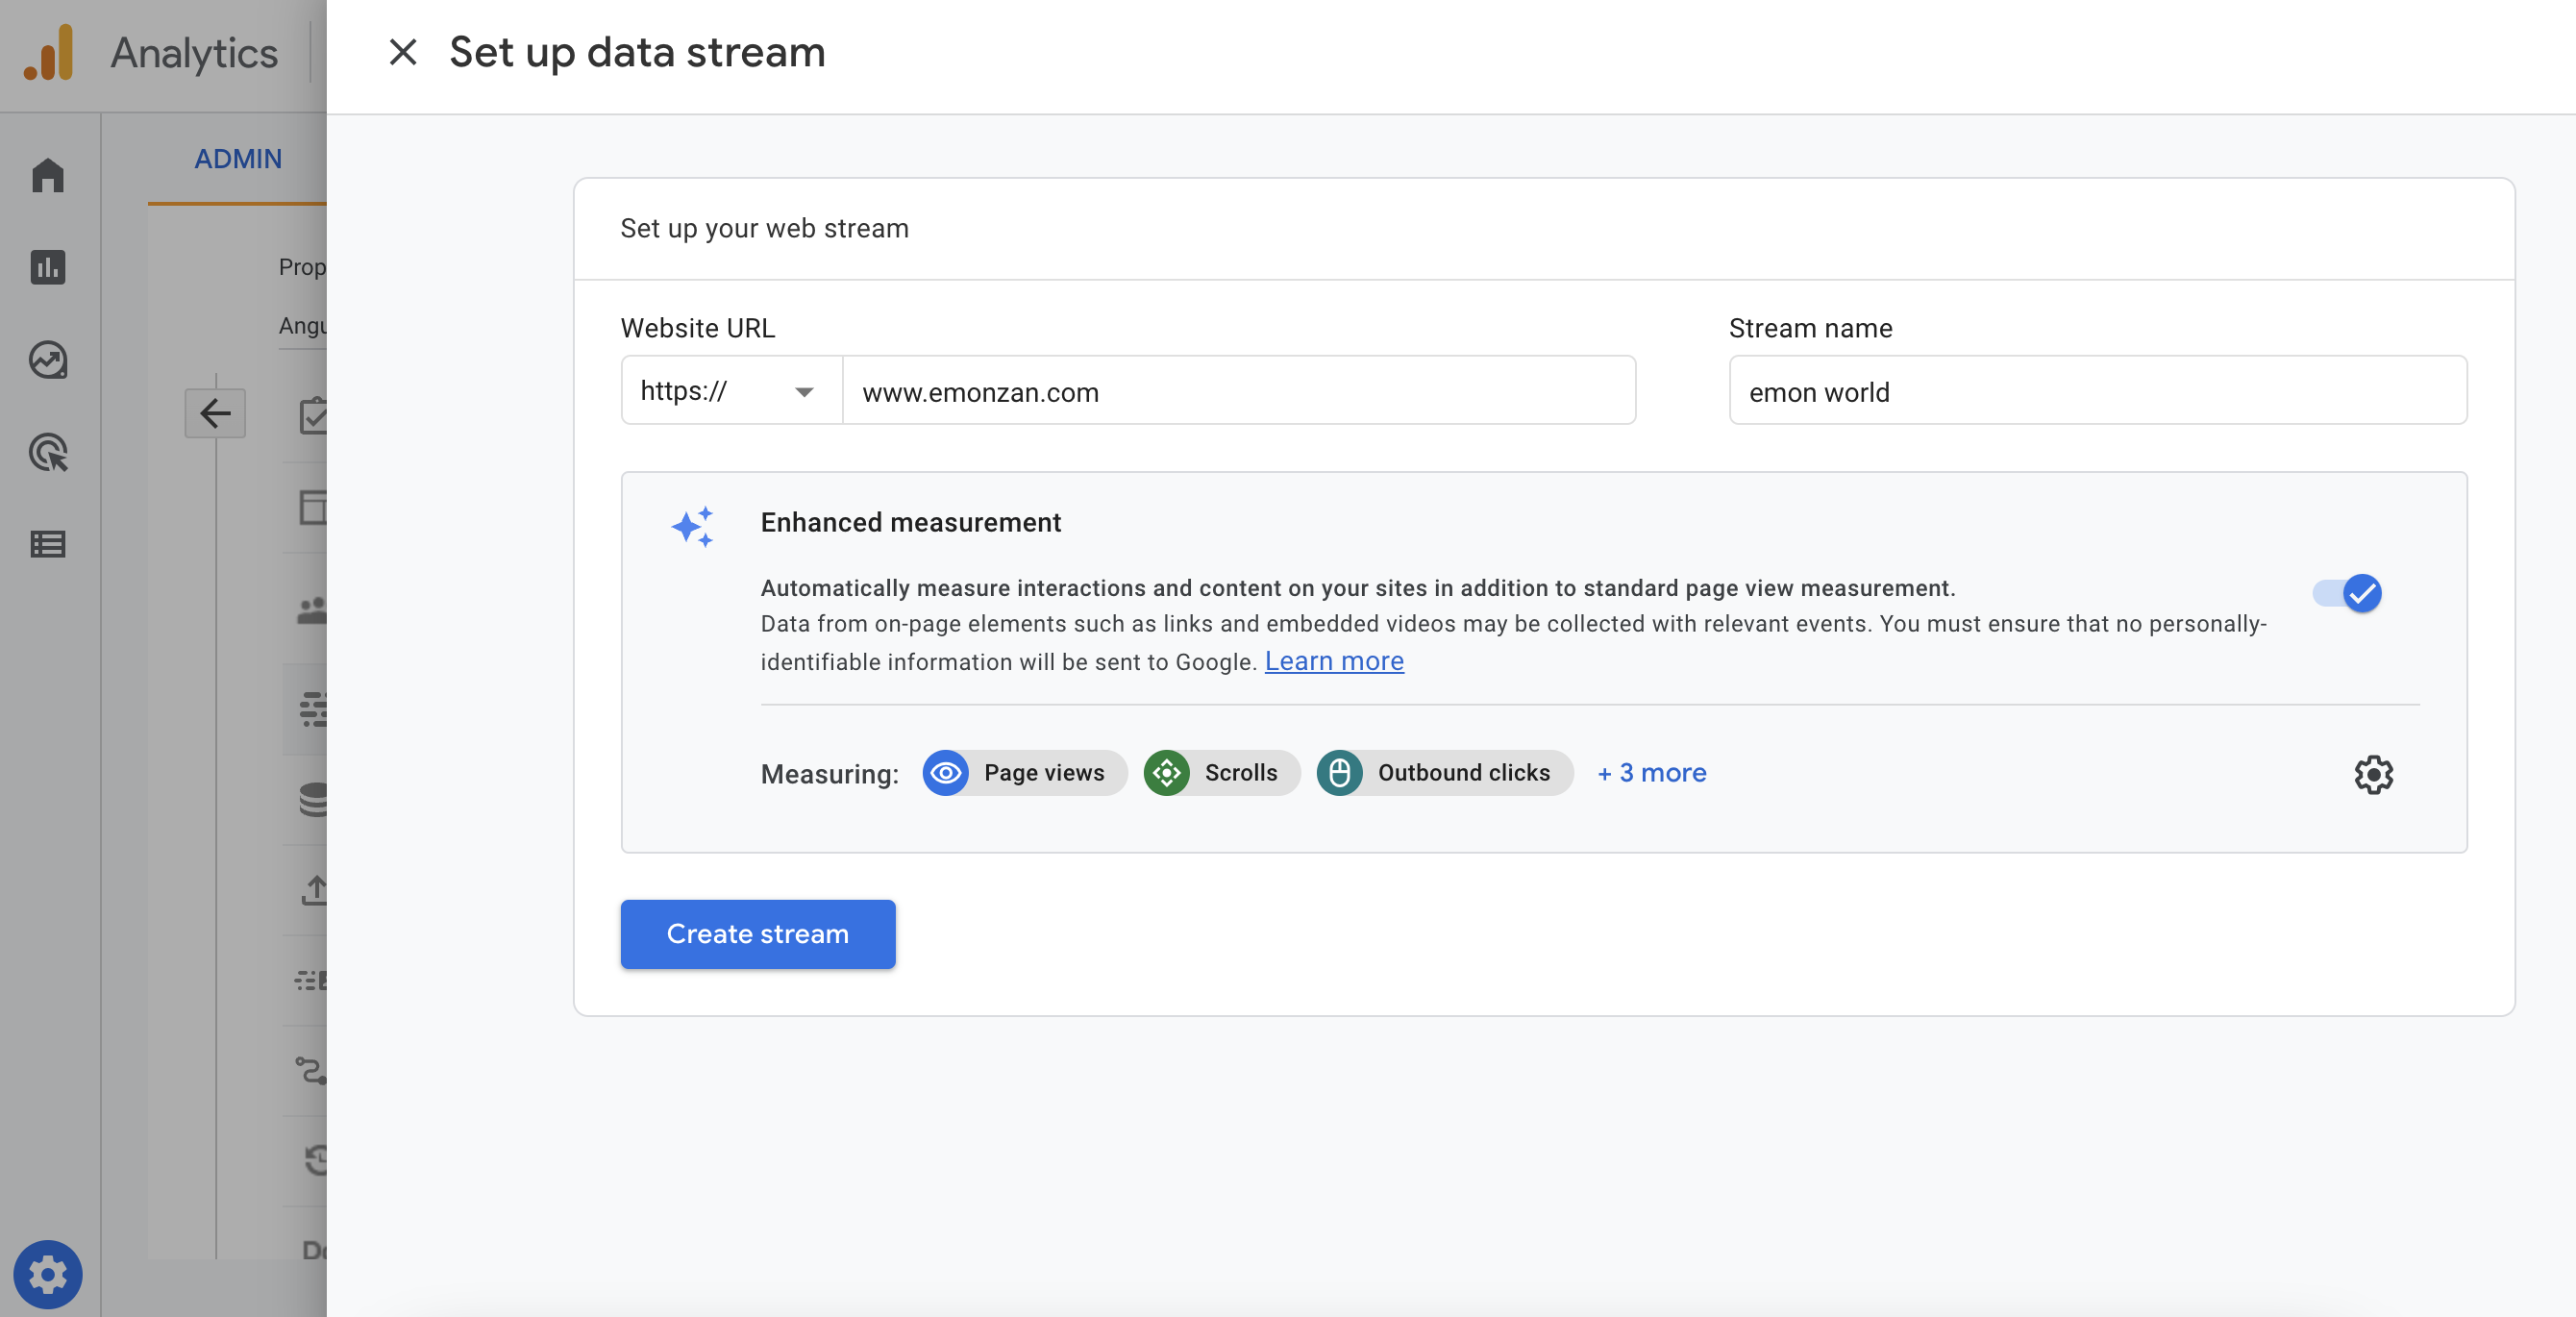 Analytics
Set up data stream
ADMIN
Set up your web stream
Website URL
Stream name
https://
www.emonzan.com
emon world
Enhanced measurement
Automatically measure interactions and content on your sites in addition to standard page view measurement.
Data from on-page elements such as links and embedded videos may be collected with relevant events. You must ensure that no personally-
identifiable information will be sent to Google. Learn more
Measuring:
Page views
Scrolls
Outbound clicks
+ 3 more
Create stream